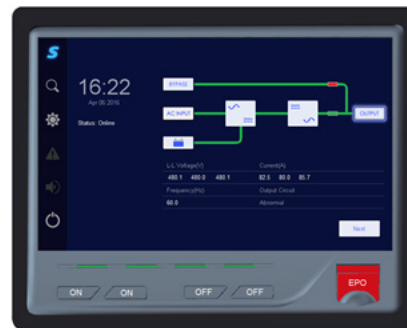 S
16:22
Apr 06 2016
Status: Online
BYPASS
AC INPUT
OUTPUT
L-L Voltage(V) Current(A)
480.1 480.0 480.1 82.5 80.0 85.7
Frequency(Hz) Output Circuit
60.0 Abnormal
Next
ON ON OFF OFF
EPO